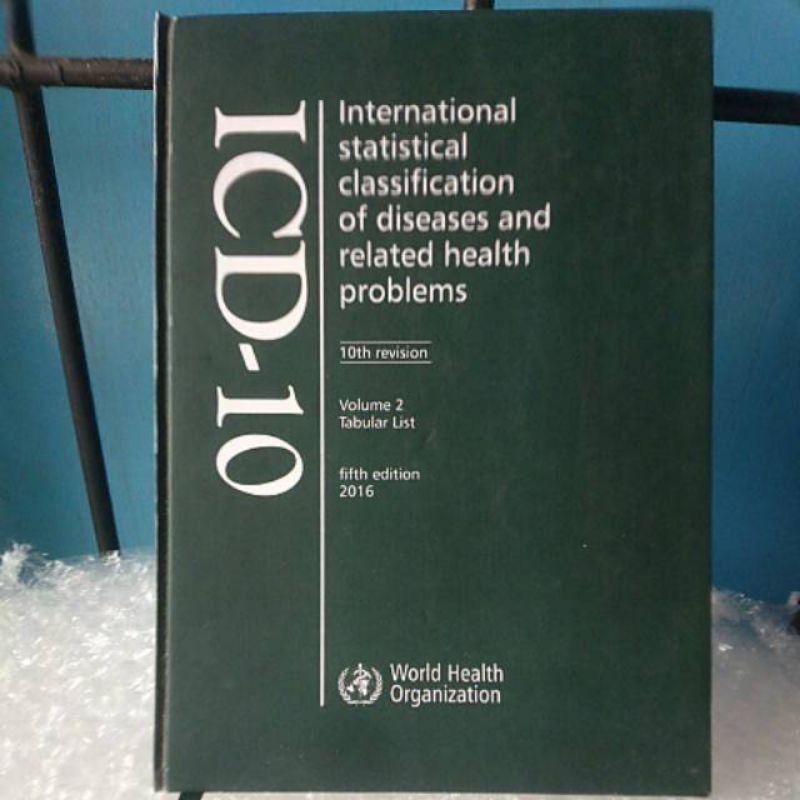 ICD-10
International
statistical
classification
of diseases and
related health
problems
10th revision
Volume 2
Tabular List
fifth edition
2016
World Health
Organization